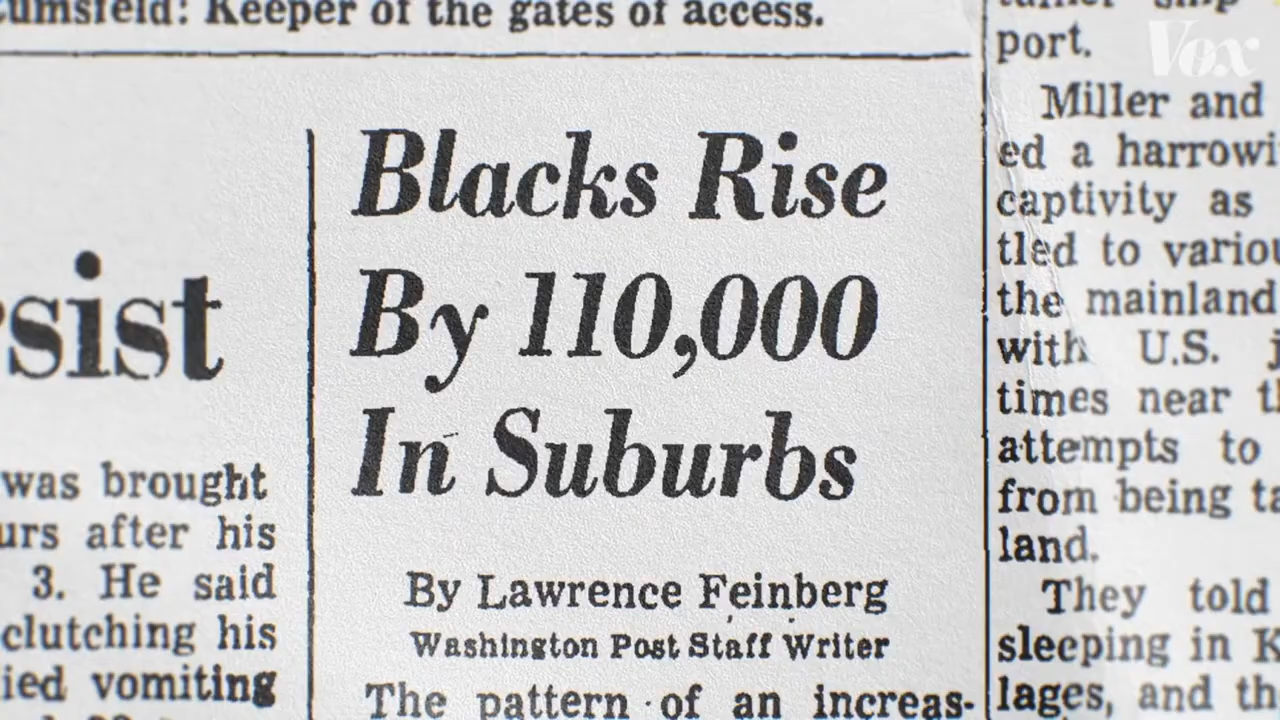 umsfeld: Keeper of the gates of access.
sist
was brought
urs after his
3. He said
clutching his
ied vomiting
Blacks Rise
By 110,000
In Suburbs
By Lawrence Feinberg
Washington Post Staff Writer
The pattern of an increas-
port.
Miller and
ed a harrowi
captivity as
tled to variou
the mainland
with U.S. j
times near t
attempts to
from being ta
land.
They told
sleeping in K
lages, and th
Vox